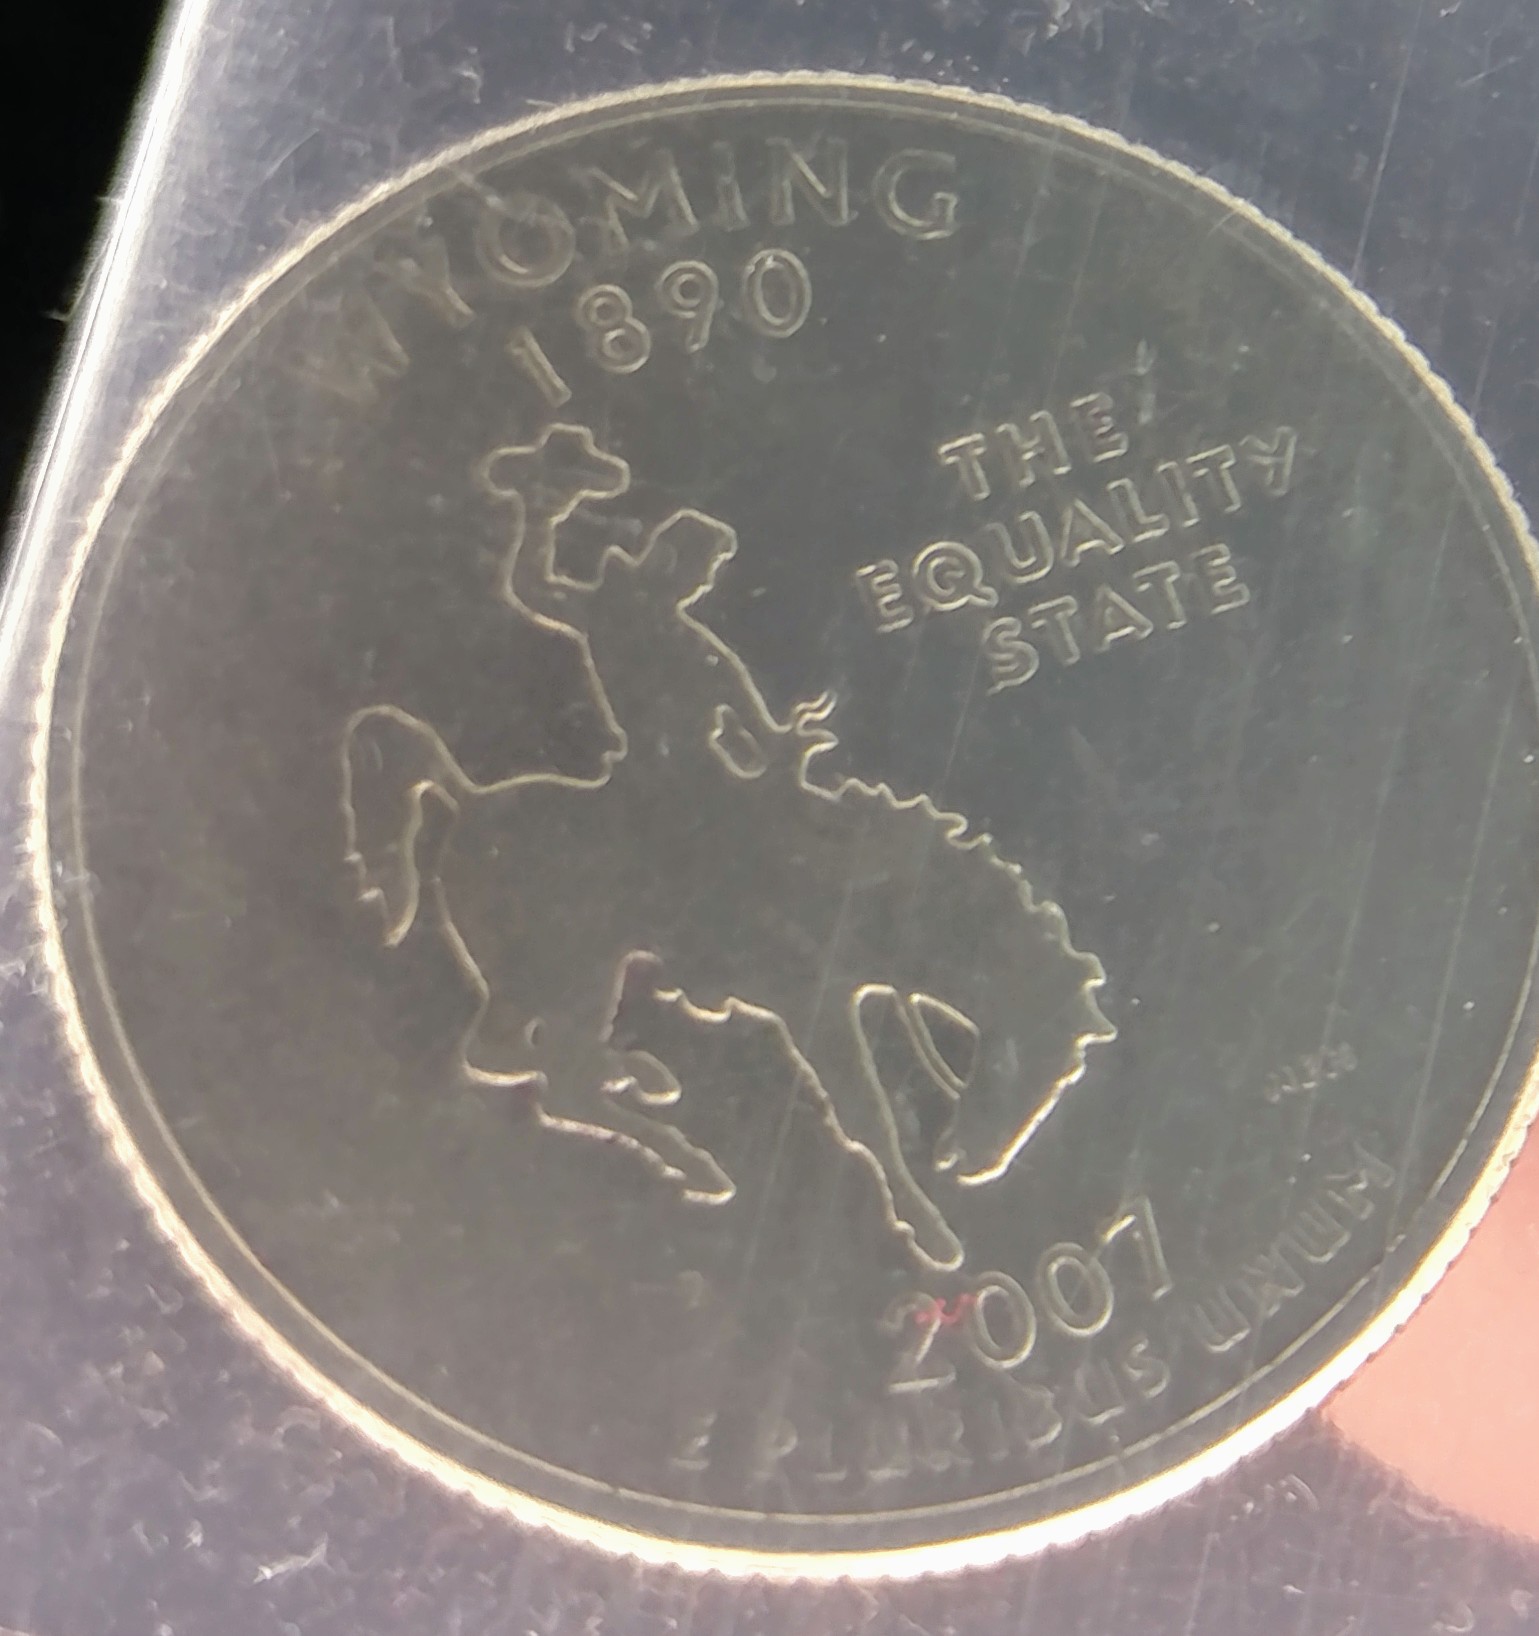 WYOMING
1890
THE
EQUALITY
STATE
2007
E PLURIBUS UNUM